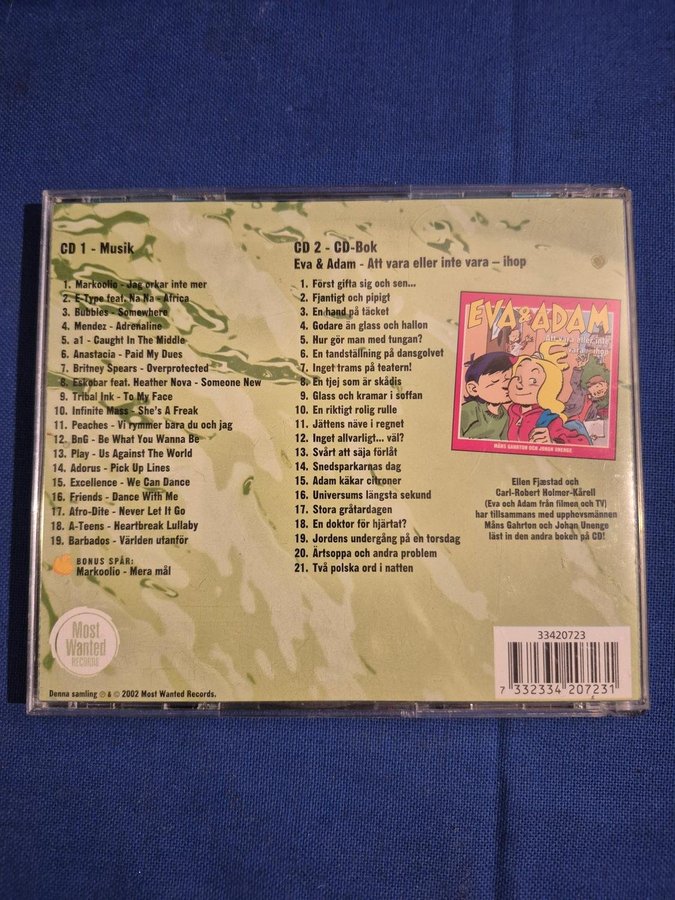 CD 1 - Musik
1. Markoolio - Jag orkar inte mer
2. E-Type feat. Na Na - Africa
3. Bubbles - Somewhere
4. Mendez - Adrenaline
5. a1 - Caught In The Middle
6. Anastacia - Paid My Dues
7. Britney Spears - Overprotected
8. Eskobar feat. Heather Nova - Someone New
9. Tribal Ink - To My Face
10. Infinite Mass - She's A Freak
11. Peaches - Vi rymmer bara du och jag
12. BnG - Be What You Wanna Be
13. Play - Us Against The World
14. Adorus - Pick Up Lines
15. Excellence - We Can Dance
16. Friends - Dance With Me
17. Afro-Dite - Never Let It Go
18. A-Teens - Heartbreak Lullaby
19. Barbados - Världen utanför
BONUS SPÅR:
Markoolio - Mera mål
Most
Wanted
RECORDS
Denna samling ℗ & © 2002 Most Wanted Records.
CD 2 - CD-Bok
Eva & Adam - Att vara eller inte vara – ihop
1. Först gifta sig och sen...
2. Fjantigt och pipigt
3. En hand på täcket
4. Godare än glass och hallon
5. Hur gör man med tungan?
6. En tandställning på dansgolvet
7. Inget trams på teatern!
8. En tjej som är skådis
9. Glass och kramar i soffan
10. En riktigt rolig rulle
11. Jättens näve i regnet
12. Inget allvarligt... väl?
13. Svårt att säja förlåt
14. Snedsparkarnas dag
15. Adam käkar citroner
16. Universums längsta sekund
17. Stora gråtardagen
18. En doktor för hjärtat?
19. Jordens undergång på en torsdag
20. Ärtsoppa och andra problem
21. Två polska ord i natten
EVA & ADAM
Att vara eller inte
vara - ihop
MÅNS GAHRTON OCH JOHAN UNENGE
Ellen Fjæstad och
Carl-Robert Holmer-Kårell
(Eva och Adam från filmen och TV)
har tillsammans med upphovsmännen
Måns Gahrton och Johan Unenge
läst in den andra boken på CD!
33420723
7 332334 207231